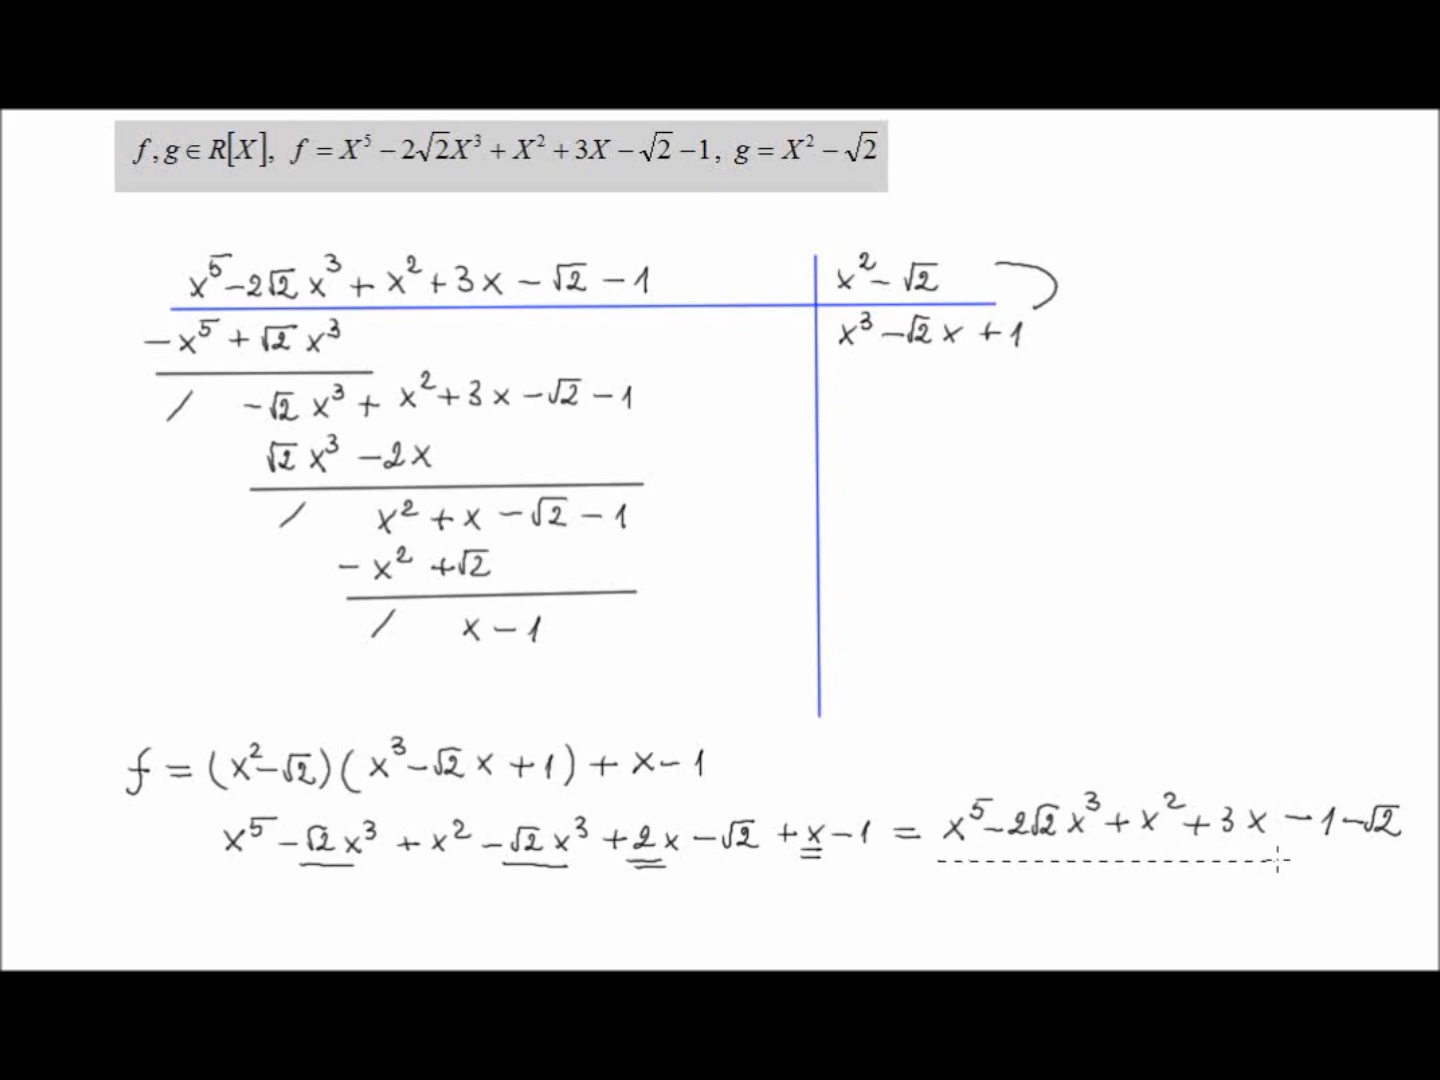 f, g ∈ R[X], f = X⁵ − 2√2X³ + X² + 3X − √2 − 1, g = X² − √2
x⁵ − 2√2 x³ + x² + 3x − √2 − 1 x² − √2
− x⁵ + √2 x³ x³ − √2 x + 1
/ − √2 x³ + x² + 3x − √2 − 1
√2 x³ − 2x
/ x² + x − √2 − 1
− x² + √2
/ x − 1
f = (x² − √2)(x³ − √2 x + 1) + x − 1
x⁵ − √2 x³ + x² − √2 x³ + 2x − √2 + x − 1 = x⁵ − 2√2 x³ + x² + 3x − 1 − √2